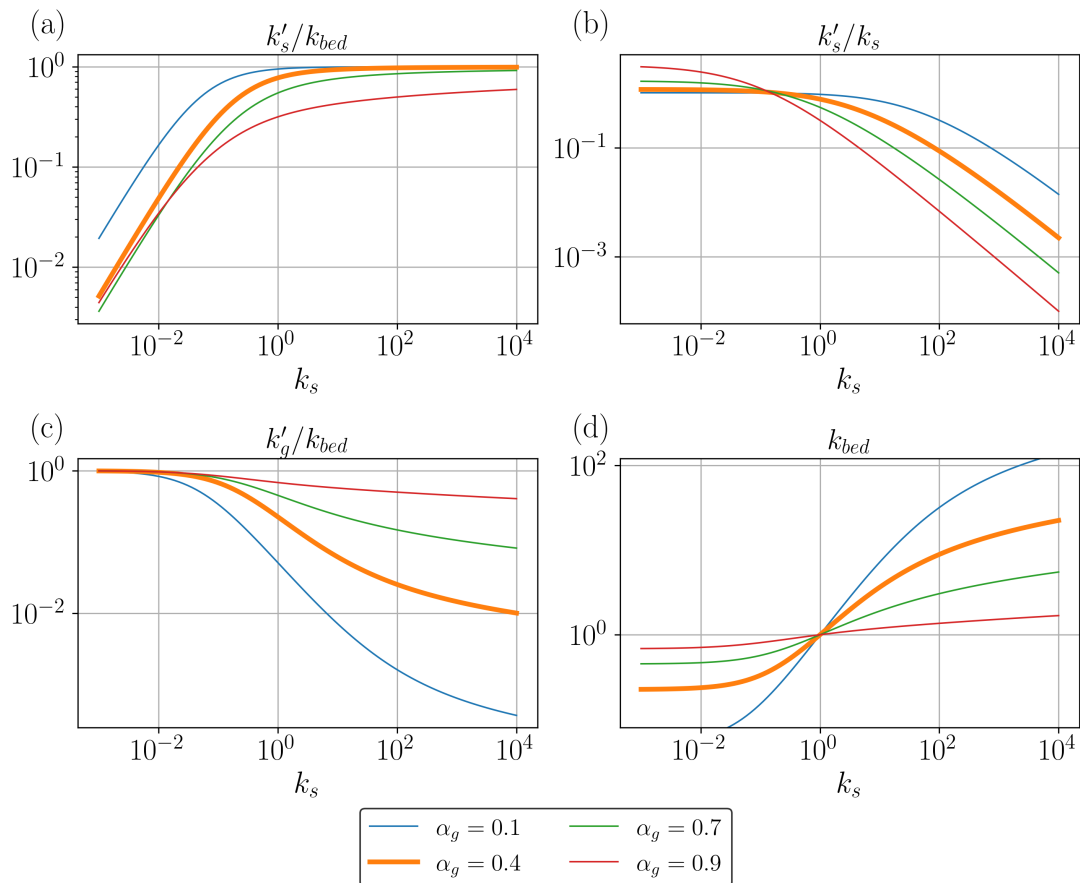 (a)
k′_s/k_bed
10^0
10^−1
10^−2
10^−2 10^0 10^2 10^4
k_s
(b)
k′_s/k_s
10^−1
10^−3
10^−2 10^0 10^2 10^4
k_s
(c)
k′_g/k_bed
10^0
10^−2
10^−2 10^0 10^2 10^4
k_s
(d)
k_bed
10^2
10^0
10^−2 10^0 10^2 10^4
k_s
α_g = 0.1 α_g = 0.7
α_g = 0.4 α_g = 0.9